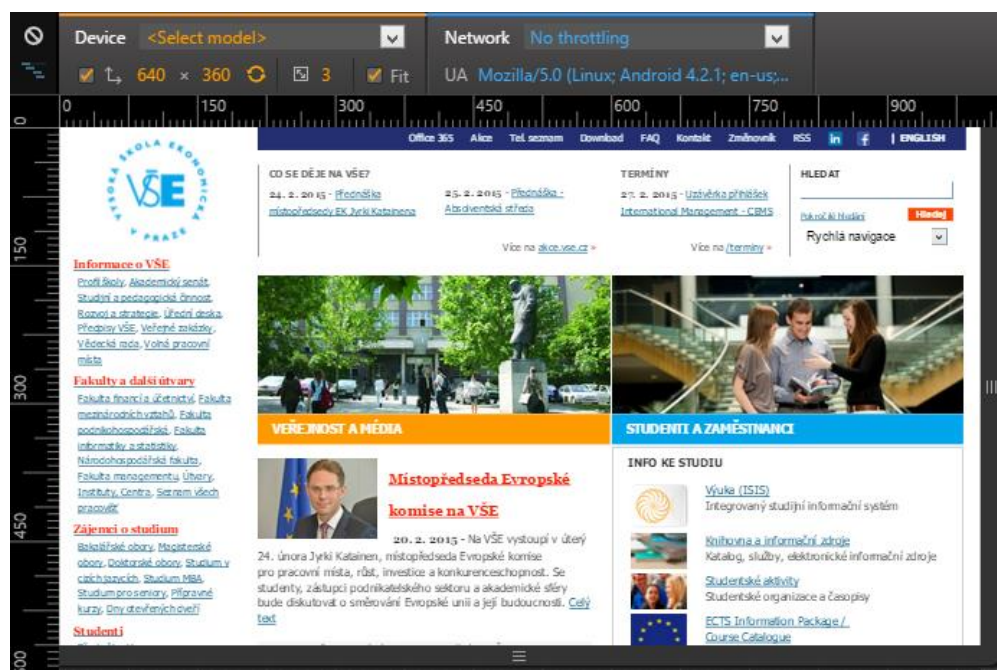 Device <Select model>
Network No throttling
640 × 360
3
Fit
UA Mozilla/5.0 (Linux; Android 4.2.1; en-us;...
0 150 300 450 600 750 900
0
150
300
450
VYSOKÁ ŠKOLA EKONOMICKÁ
VŠE
V PRAZE
Office 365 Alice Tel. seznam Download FAQ Kontakt Změnovník RSS in f | ENGLISH
CO SE DĚJE NA VŠE?
24. 2. 2015 - Přednáška
místopředsedy EK Jyrki Katainena
25. 2. 2015 - Přednáška -
Absolventská středa
Více na akce.vse.cz »
TERMÍNY
27. 2. 2015 - Uzávěrka přihlášek
International Management - CEMS
Více na /terminy »
HLEDAT
Pokročilé hledání
Hledej
Rychlá navigace
Informace o VŠE
Profil školy, Akademický senát,
Studijní a pedagogická činnost,
Rozvoj a strategie, Úřední deska,
Předpisy VŠE, Veřejné zakázky,
Vědecká rada, Volná pracovní
místa
Fakulty a další útvary
Fakulta financí a účetnictví, Fakulta
mezinárodních vztahů, Fakulta
podnikohospodářská, Fakulta
informatiky a statistiky,
Národohospodářská fakulta,
Fakulta managementu, Útvary,
Instituty, Centra, Seznam všech
pracovišť
Zájemci o studium
Bakalářské obory, Magisterské
obory, Doktorské obory, Studium v
cizích jazycích, Studium MBA,
Studium pro seniory, Přípravné
kurzy, Dny otevřených dveří
Studenti
VEŘEJNOST A MÉDIA
STUDENTI A ZAMĚSTNANCI
Místopředseda Evropské
komise na VŠE
20. 2. 2015 - Na VŠE vystoupí v úterý
24. února Jyrki Katainen, místopředseda Evropské komise
pro pracovní místa, růst, investice a konkurenceschopnost. Se
studenty, zástupci podnikatelského sektoru a akademické sféry
bude diskutovat o směrování Evropské unii a její budoucnosti. Celý
text
INFO KE STUDIU
Výuka (ISIS)
Integrovaný studijní informační systém
Knihovna a informační zdroje
Katalog, služby, elektronické informační zdroje
Studentské aktivity
Studentské organizace a časopisy
ECTS Information Package /
Course Catalogue